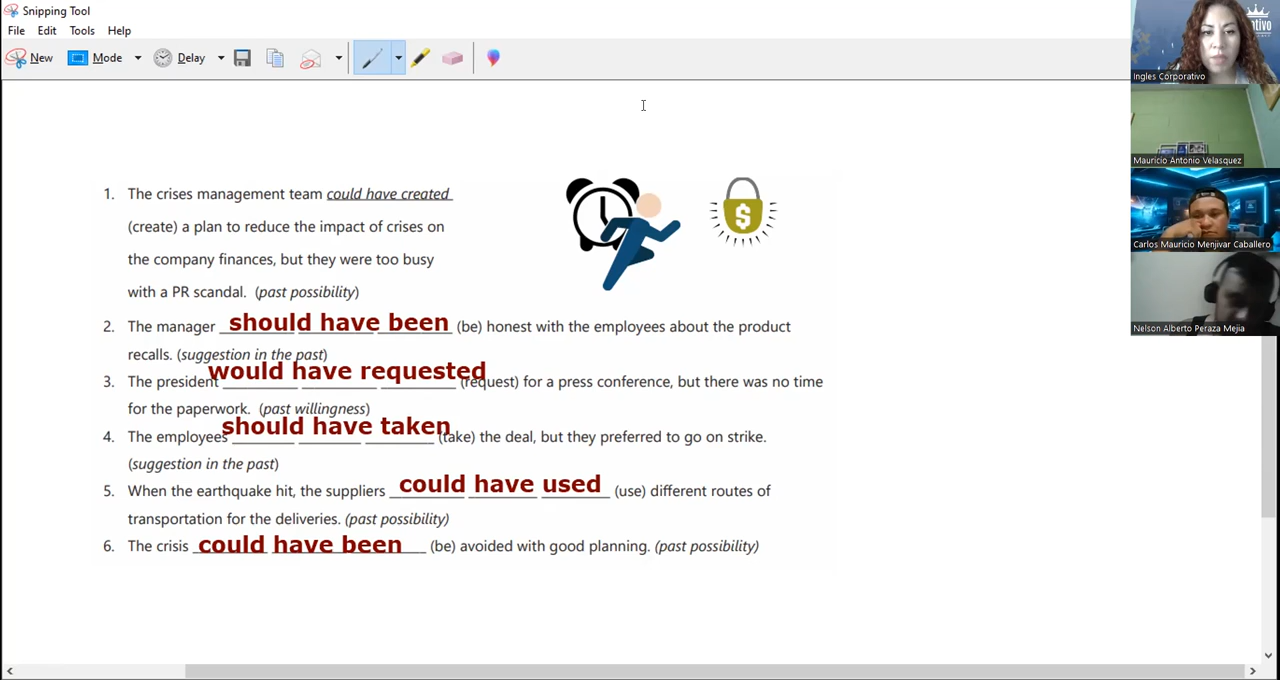 Snipping Tool
File Edit Tools Help
New Mode Delay
Ingles Corporativo
Mauricio Antonio Velasquez
Carlos Mauricio Menjivar Caballero
Nelson Alberto Peraza Mejia
1. The crises management team could have created
(create) a plan to reduce the impact of crises on
the company finances, but they were too busy
with a PR scandal. (past possibility)
2. The manager should have been (be) honest with the employees about the product
recalls. (suggestion in the past)
3. The president would have requested (request) for a press conference, but there was no time
for the paperwork. (past willingness)
4. The employees should have taken (take) the deal, but they preferred to go on strike.
(suggestion in the past)
5. When the earthquake hit, the suppliers could have used (use) different routes of
transportation for the deliveries. (past possibility)
6. The crisis could have been (be) avoided with good planning. (past possibility)
$